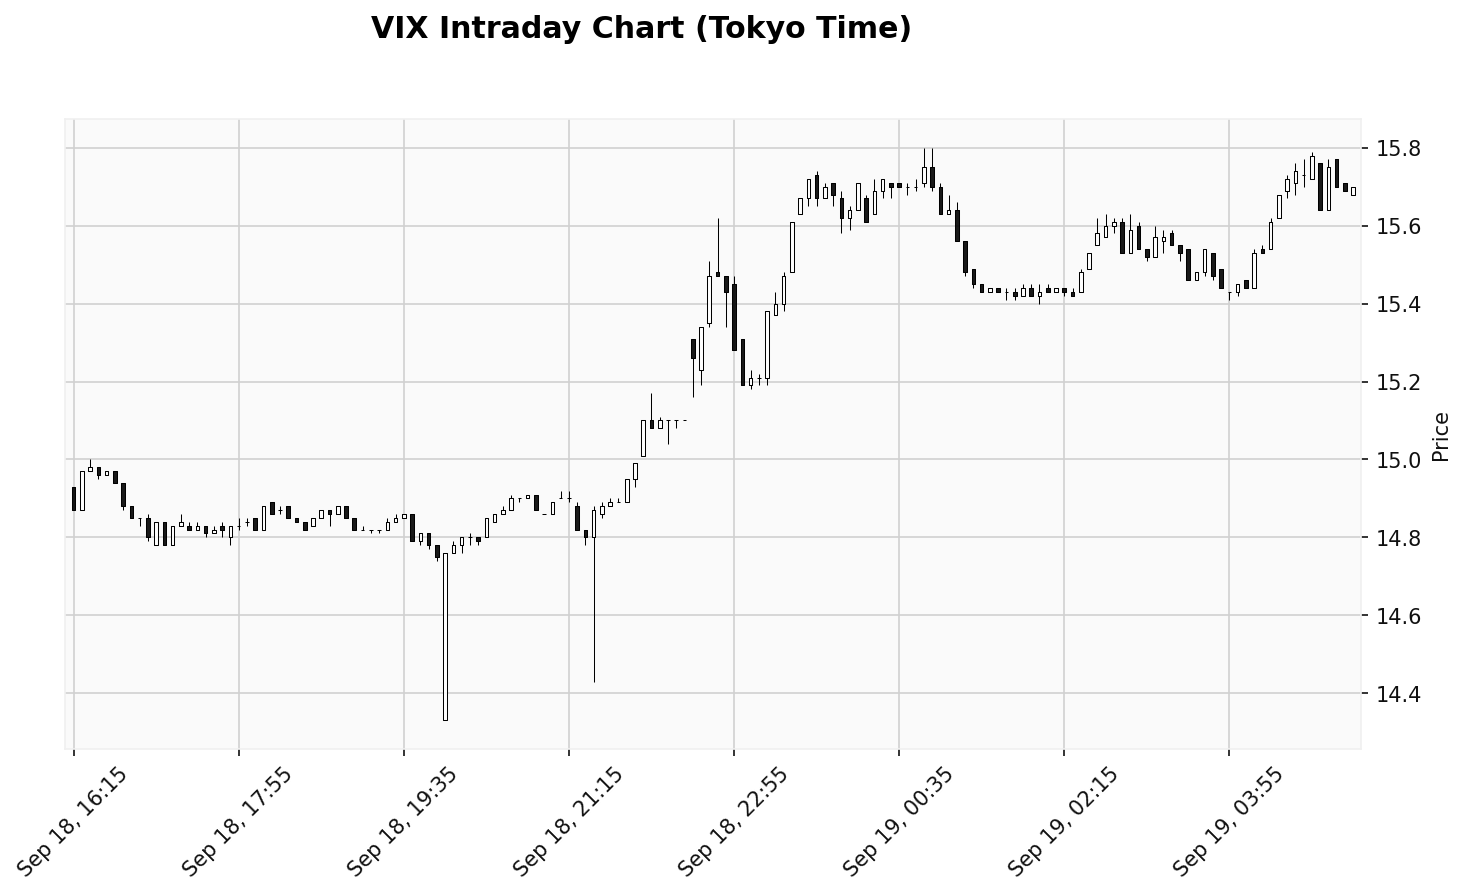 VIX Intraday Chart (Tokyo Time)
15.8
15.6
15.4
15.2
15.0
14.8
14.6
14.4
Price
Sep 18, 16:15
Sep 18, 17:55
Sep 18, 19:35
Sep 18, 21:15
Sep 18, 22:55
Sep 19, 00:35
Sep 19, 02:15
Sep 19, 03:55